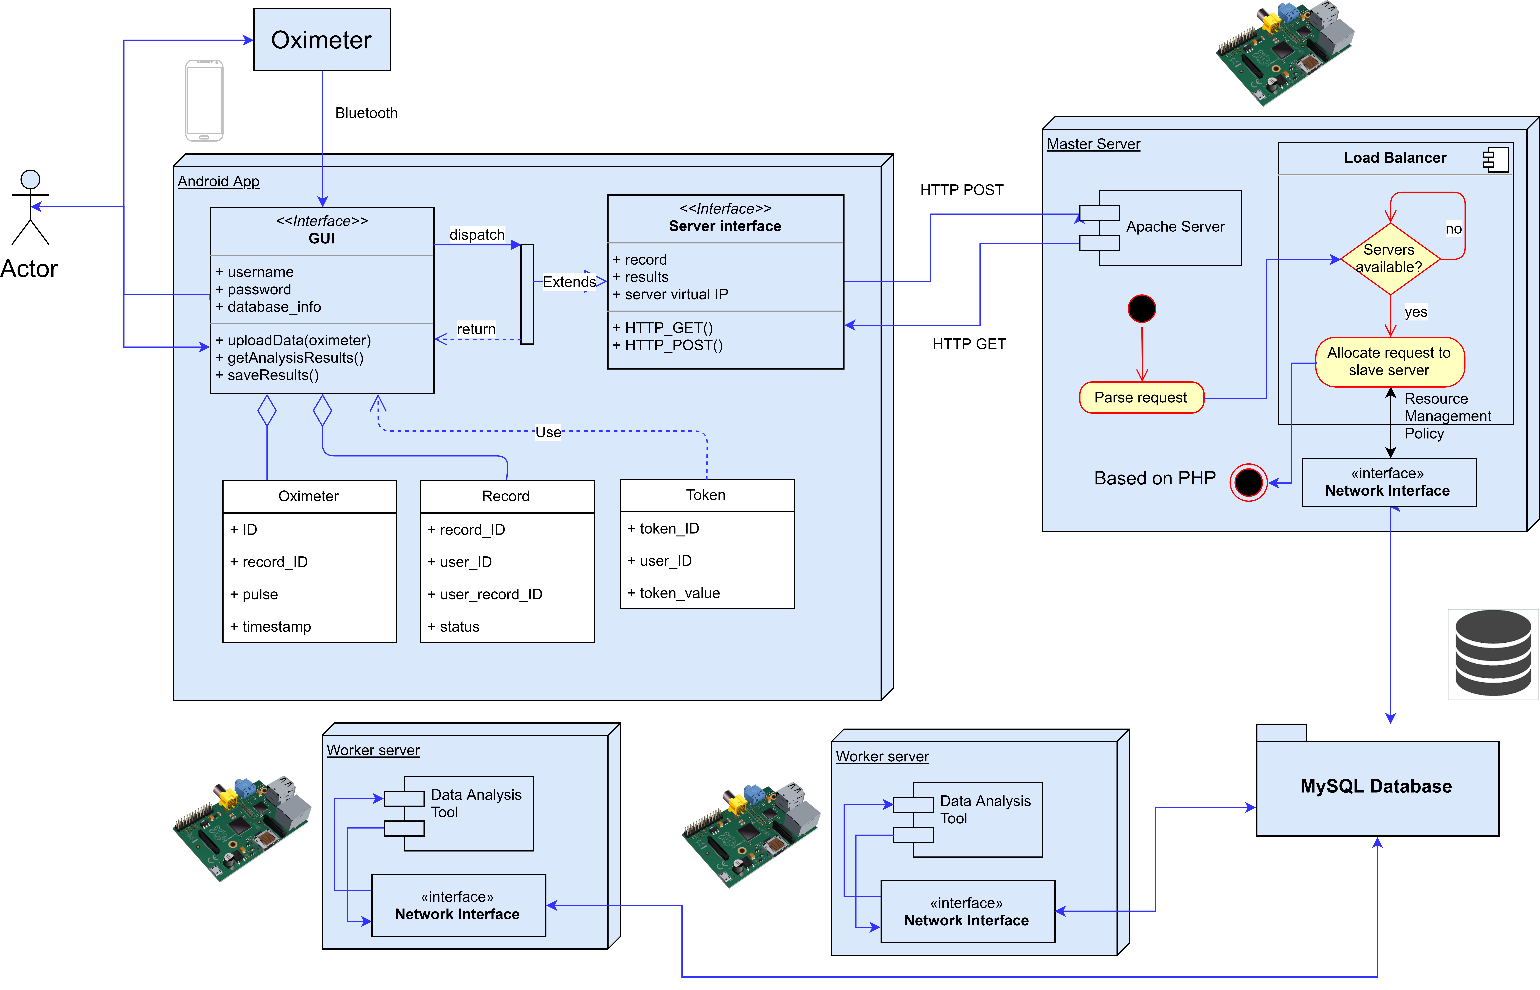 Oximeter
Bluetooth
Actor
Android App
<<Interface>>
GUI
+ username
+ password
+ database_info
+ uploadData(oximeter)
+ getAnalysisResults()
+ saveResults()
dispatch
return
Extends
<<Interface>>
Server interface
+ record
+ results
+ server virtual IP
+ HTTP_GET()
+ HTTP_POST()
Use
Oximeter
+ ID
+ record_ID
+ pulse
+ timestamp
Record
+ record_ID
+ user_ID
+ user_record_ID
+ status
Token
+ token_ID
+ user_ID
+ token_value
HTTP POST
HTTP GET
Master Server
Apache Server
Load Balancer
Servers
available?
no
yes
Parse request
Allocate request to
slave server
Resource
Management
Policy
Based on PHP
«interface»
Network Interface
Worker server
Data Analysis
Tool
«interface»
Network Interface
Worker server
Data Analysis
Tool
«interface»
Network Interface
MySQL Database